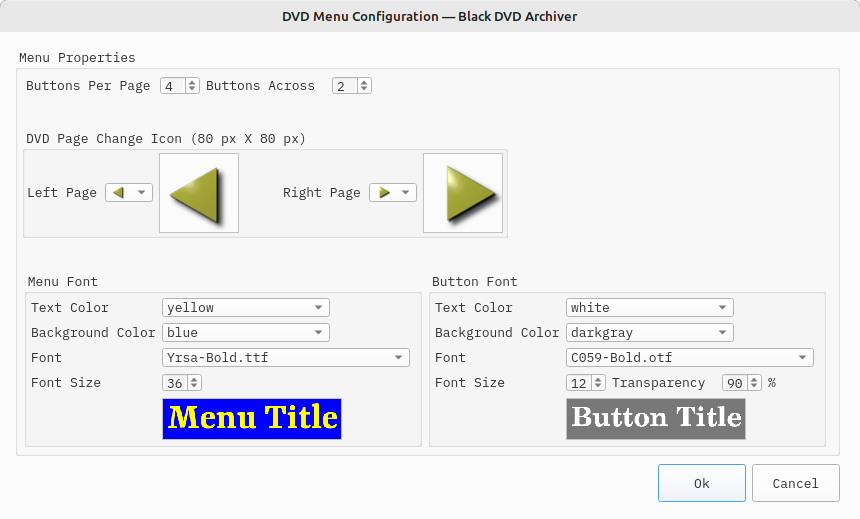 DVD Menu Configuration — Black DVD Archiver
Menu Properties
Buttons Per Page 4 Buttons Across 2
DVD Page Change Icon (80 px X 80 px)
Left Page Right Page
Menu Font
Text Color yellow
Background Color blue
Font Yrsa-Bold.ttf
Font Size 36
Menu Title
Button Font
Text Color white
Background Color darkgray
Font C059-Bold.otf
Font Size 12 Transparency 90 %
Button Title
Ok Cancel